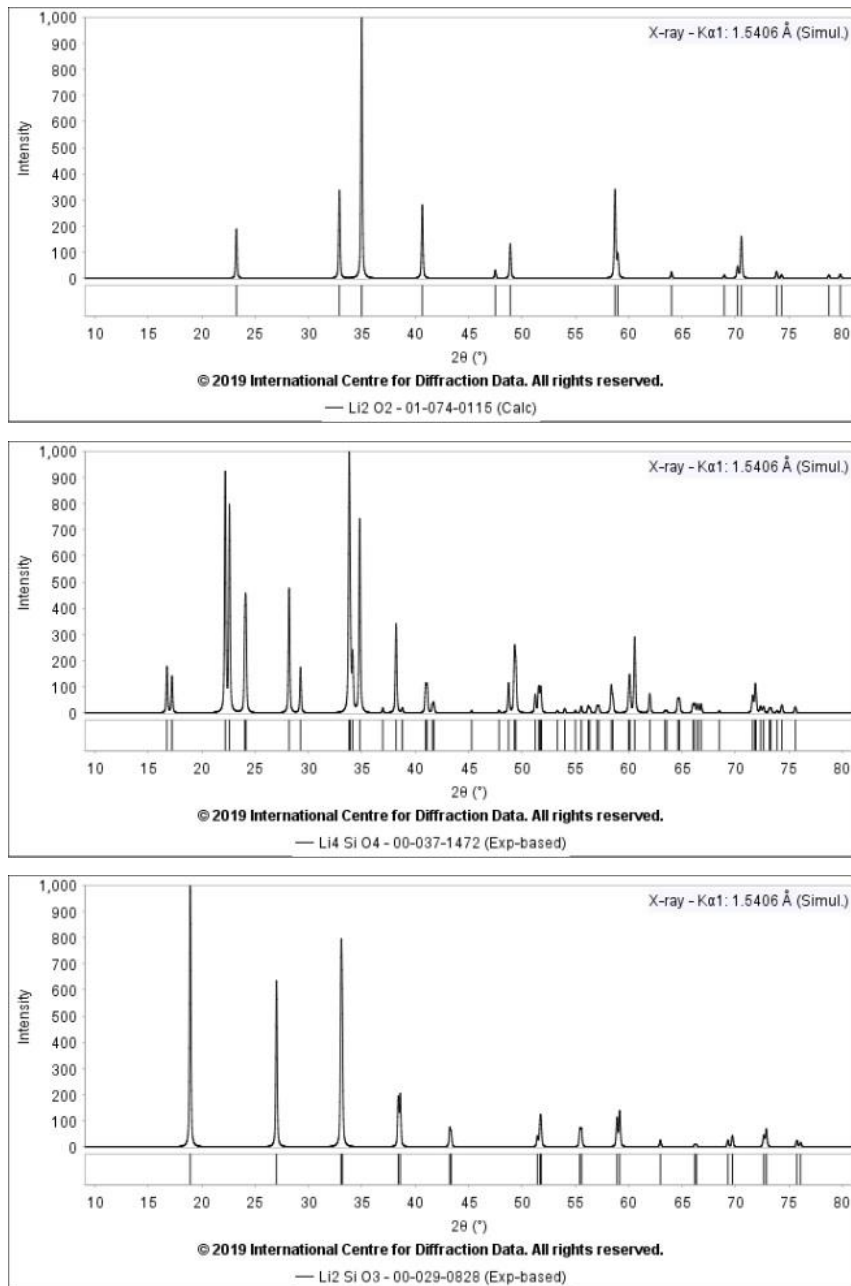 X-ray - Kα1: 1.5406 Å (Simul.)
Intensity
1,000
900
800
700
600
500
400
300
200
100
0
10 15 20 25 30 35 40 45 50 55 60 65 70 75 80
2θ (°)
© 2019 International Centre for Diffraction Data. All rights reserved.
— Li2 O2 - 01-074-0115 (Calc)
X-ray - Kα1: 1.5406 Å (Simul.)
Intensity
1,000
900
800
700
600
500
400
300
200
100
0
10 15 20 25 30 35 40 45 50 55 60 65 70 75 80
2θ (°)
© 2019 International Centre for Diffraction Data. All rights reserved.
— Li4 Si O4 - 00-037-1472 (Exp-based)
X-ray - Kα1: 1.5406 Å (Simul.)
Intensity
1,000
900
800
700
600
500
400
300
200
100
0
10 15 20 25 30 35 40 45 50 55 60 65 70 75 80
2θ (°)
© 2019 International Centre for Diffraction Data. All rights reserved.
— Li2 Si O3 - 00-029-0828 (Exp-based)